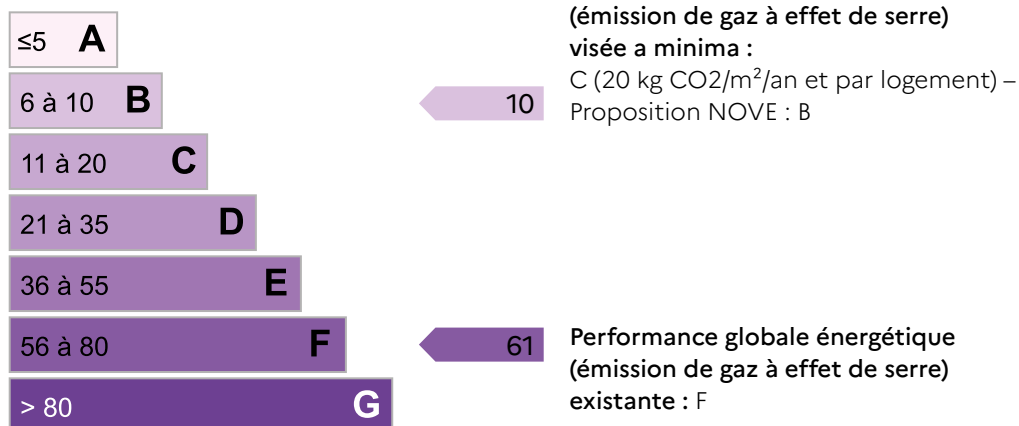 (émission de gaz à effet de serre)
visée a minima :
C (20 kg CO2/m²/an et par logement) –
Proposition NOVE : B
≤5 A
6 à 10 B
10
11 à 20 C
21 à 35 D
36 à 55 E
56 à 80 F
61
Performance globale énergétique
(émission de gaz à effet de serre)
existante : F
> 80 G